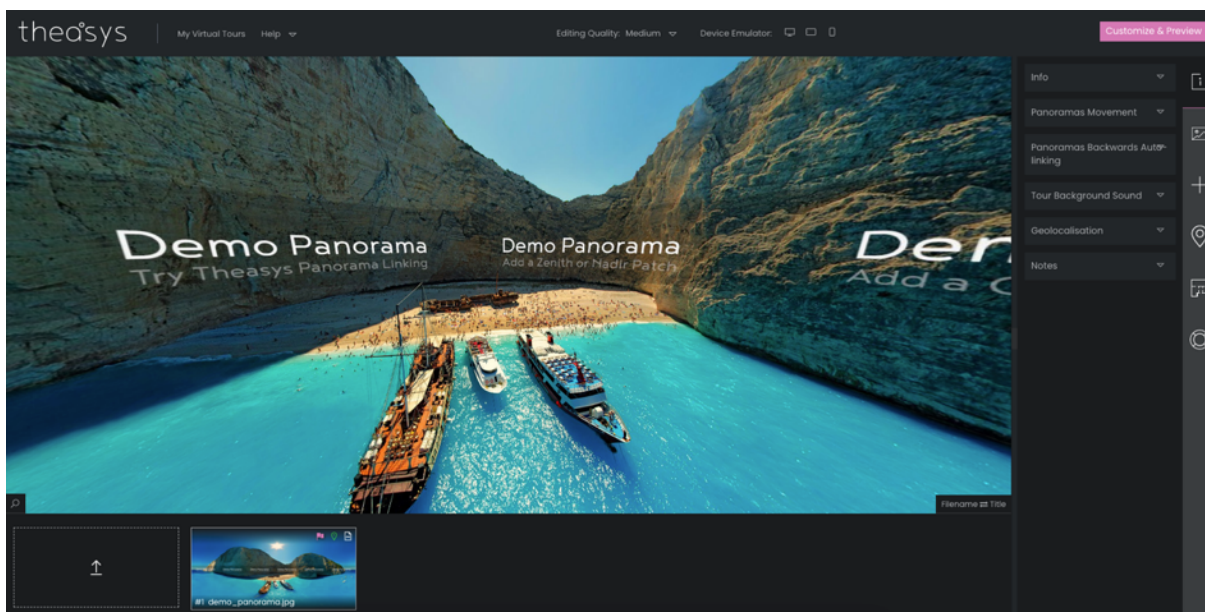 theasys
My Virtual Tours Help
Editing Quality: Medium
Device Emulator:
Customize & Preview
Demo Panorama
Try Theasys Panorama Linking
Demo Panorama
Add a Zenith or Nadir Patch
Den
Add a C
Info
Panoramas Movement
Panoramas Backwards Auto-
linking
Tour Background Sound
Geolocalisation
Notes
Filename ⇄ Title
#1 demo_panorama.jpg